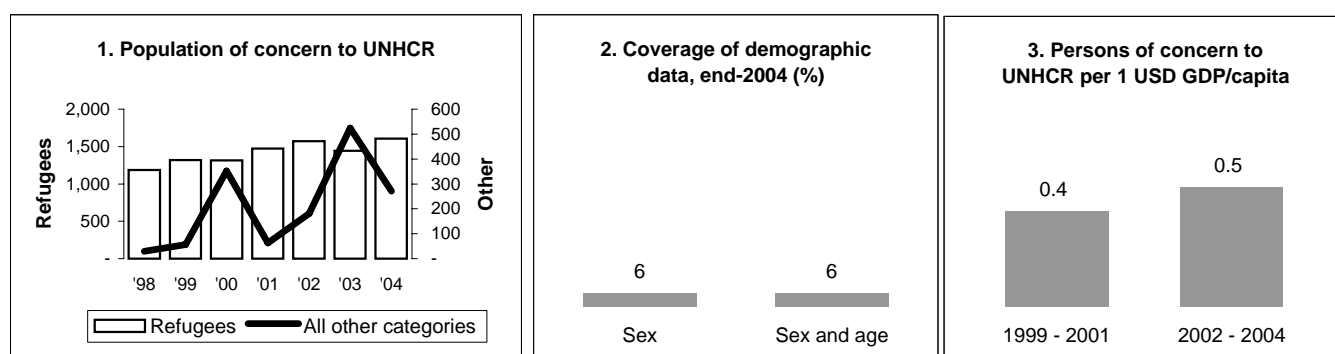 1. Population of concern to UNHCR
2,000
1,500
1,000
500
-
Refugees
600
500
400
300
200
100
-
Other
'98 '99 '00 '01 '02 '03 '04
Refugees All other categories
2. Coverage of demographic
data, end-2004 (%)
6 6
Sex Sex and age
3. Persons of concern to
UNHCR per 1 USD GDP/capita
0.4
0.5
1999 - 2001 2002 - 2004